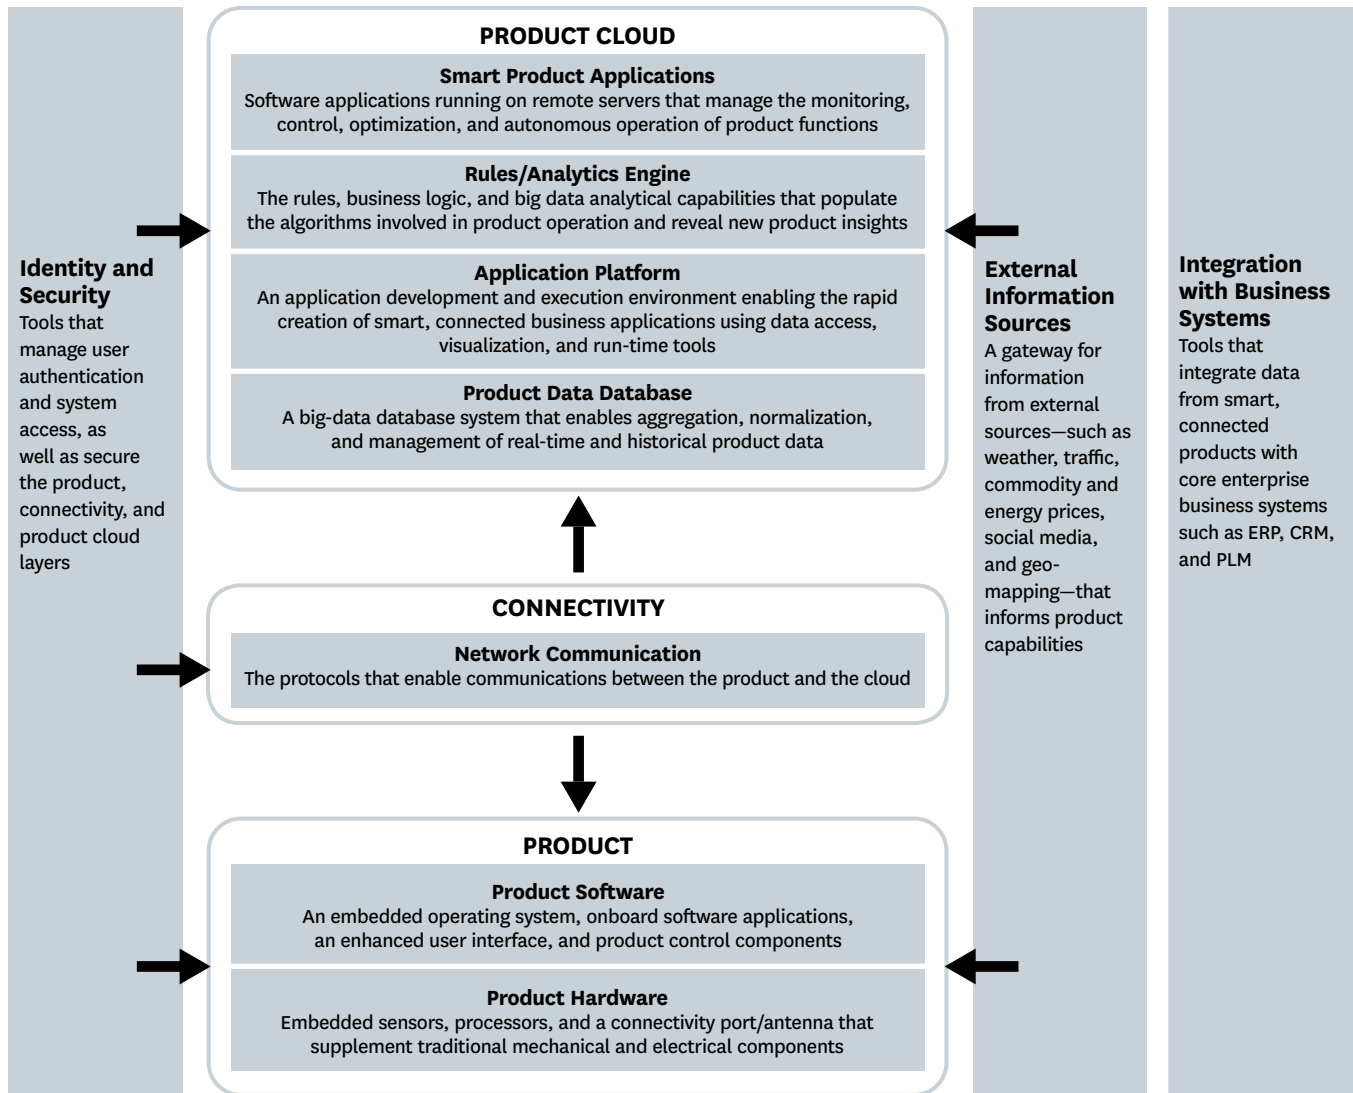 PRODUCT CLOUD
Smart Product Applications
Software applications running on remote servers that manage the monitoring,
control, optimization, and autonomous operation of product functions
Rules/Analytics Engine
The rules, business logic, and big data analytical capabilities that populate
the algorithms involved in product operation and reveal new product insights
Application Platform
An application development and execution environment enabling the rapid
creation of smart, connected business applications using data access,
visualization, and run-time tools
Product Data Database
A big-data database system that enables aggregation, normalization,
and management of real-time and historical product data
Identity and
Security
Tools that
manage user
authentication
and system
access, as
well as secure
the product,
connectivity, and
product cloud
layers
External
Information
Sources
A gateway for
information
from external
sources—such as
weather, traffic,
commodity and
energy prices,
social media,
and geo-
mapping—that
informs product
capabilities
Integration
with Business
Systems
Tools that
integrate data
from smart,
connected
products with
core enterprise
business systems
such as ERP, CRM,
and PLM
CONNECTIVITY
Network Communication
The protocols that enable communications between the product and the cloud
PRODUCT
Product Software
An embedded operating system, onboard software applications,
an enhanced user interface, and product control components
Product Hardware
Embedded sensors, processors, and a connectivity port/antenna that
supplement traditional mechanical and electrical components